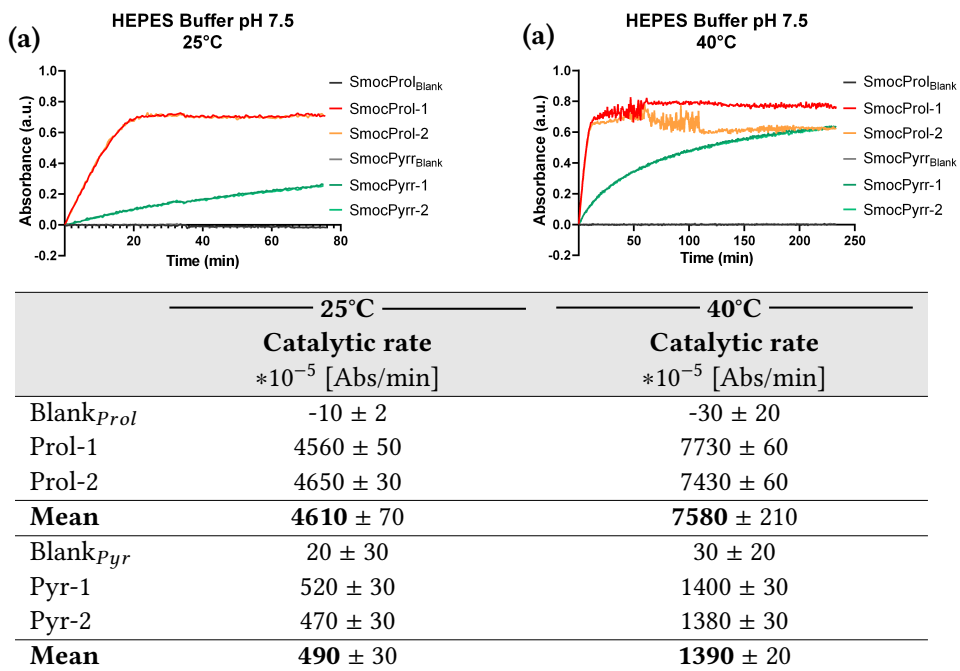 (a)
HEPES Buffer pH 7.5
25°C
Absorbance (a.u.)
1.0
0.8
0.6
0.4
0.2
0.0
-0.2
20
40
60
80
Time (min)
SmocProlBlank
SmocProl-1
SmocProl-2
SmocPyrrBlank
SmocPyrr-1
SmocPyrr-2
(a)
HEPES Buffer pH 7.5
40°C
Absorbance (a.u.)
1.0
0.8
0.6
0.4
0.2
0.0
-0.2
50
100
150
200
250
Time (min)
SmocProlBlank
SmocProl-1
SmocProl-2
SmocPyrrBlank
SmocPyrr-1
SmocPyrr-2
25°C 40°C
Catalytic rate Catalytic rate
*10⁻⁵ [Abs/min] *10⁻⁵ [Abs/min]
BlankProl -10 ± 2 -30 ± 20
Prol-1 4560 ± 50 7730 ± 60
Prol-2 4650 ± 30 7430 ± 60
Mean 4610 ± 70 7580 ± 210
BlankPyr 20 ± 30 30 ± 20
Pyr-1 520 ± 30 1400 ± 30
Pyr-2 470 ± 30 1380 ± 30
Mean 490 ± 30 1390 ± 20